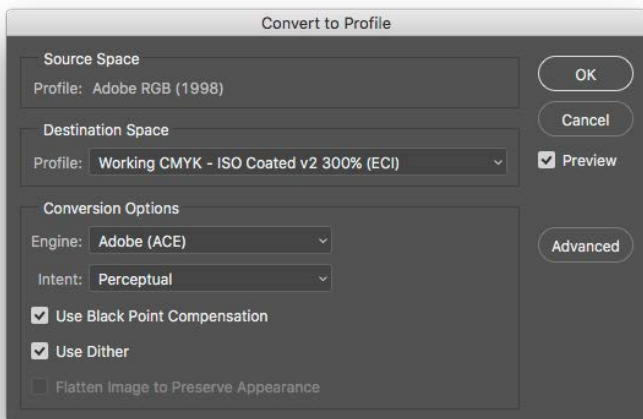 Convert to Profile
Source Space
Profile: Adobe RGB (1998)
OK
Cancel
Destination Space
Profile: Working CMYK - ISO Coated v2 300% (ECI)
Preview
Conversion Options
Engine: Adobe (ACE)
Advanced
Intent: Perceptual
Use Black Point Compensation
Use Dither
Flatten Image to Preserve Appearance